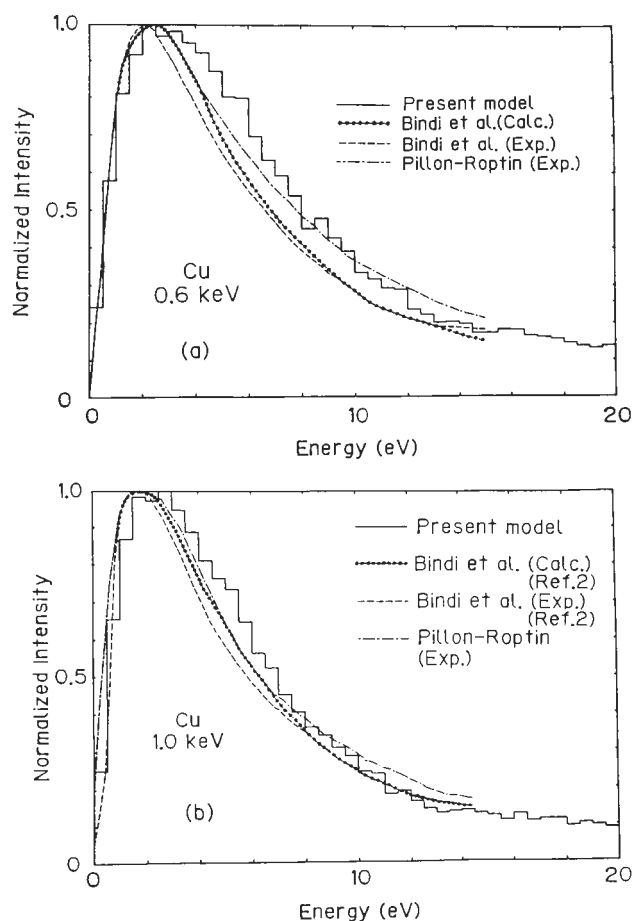 1.0
0.5
0
Normalized Intensity
Present model
Bindi et al.(Calc.)
Bindi et al. (Exp.)
Pillon-Roptin (Exp.)
Cu
0.6 keV
(a)
0
10
20
Energy (eV)
1.0
0.5
0
Normalized Intensity
Present model
Bindi et al. (Calc.)
(Ref.2)
Bindi et al. (Exp.)
(Ref.2)
Pillon-Roptin
(Exp.)
Cu
1.0 keV
(b)
0
10
20
Energy (eV)